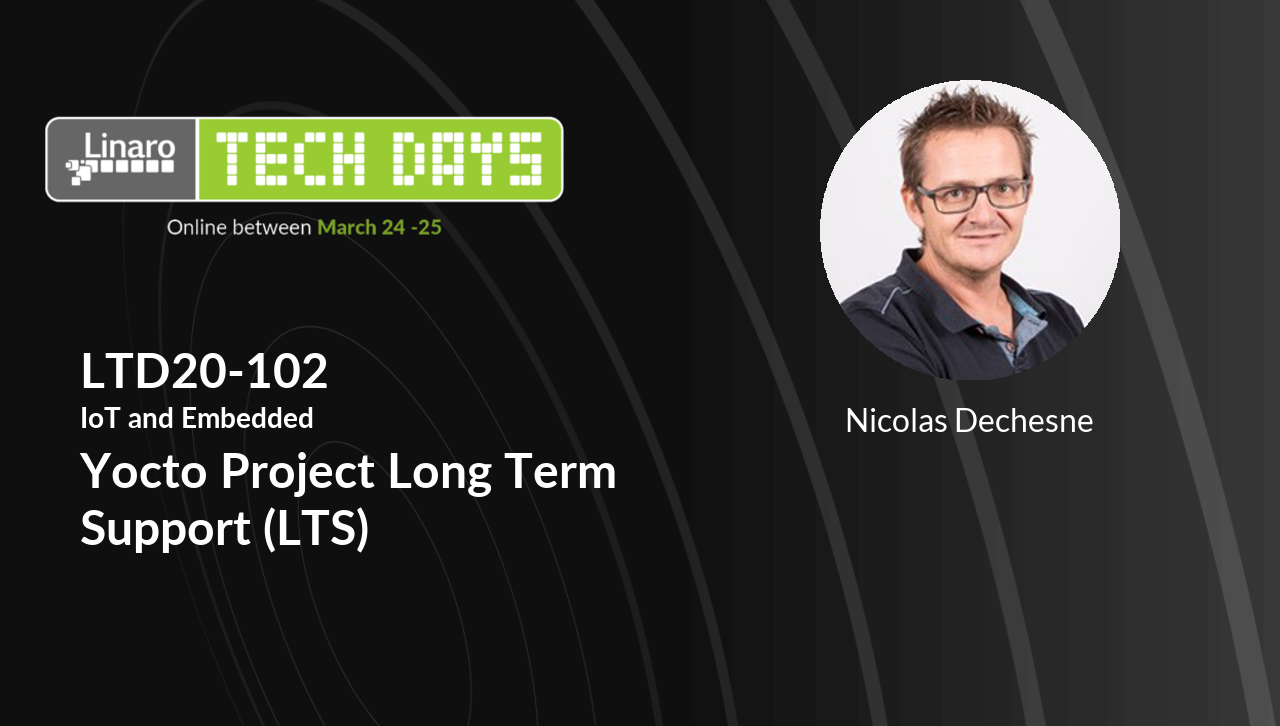 Linaro
TECH DAYS
Online between March 24 -25
LTD20-102
IoT and Embedded
Yocto Project Long Term
Support (LTS)
Nicolas Dechesne